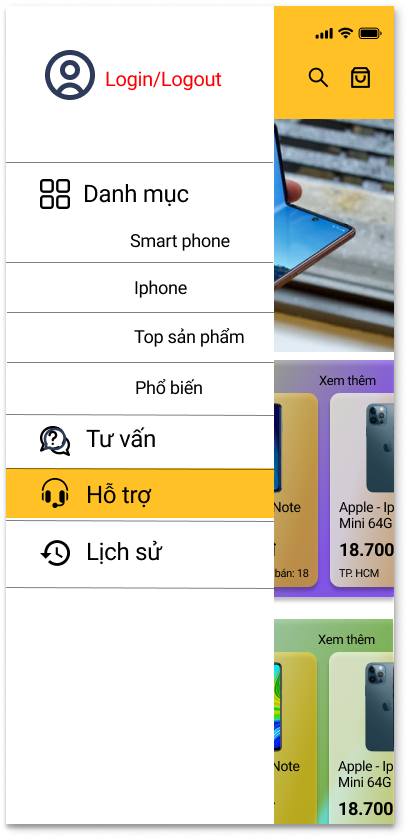 Login/Logout
Danh mục
Smart phone
Iphone
Top sản phẩm
Phổ biến
Tư vấn
Hỗ trợ
Lịch sử
Xem thêm
Note
bán: 18
Apple - Ip
Mini 64G
18.700
TP. HCM
Xem thêm
Note
Apple - Ip
Mini 64G
18.700